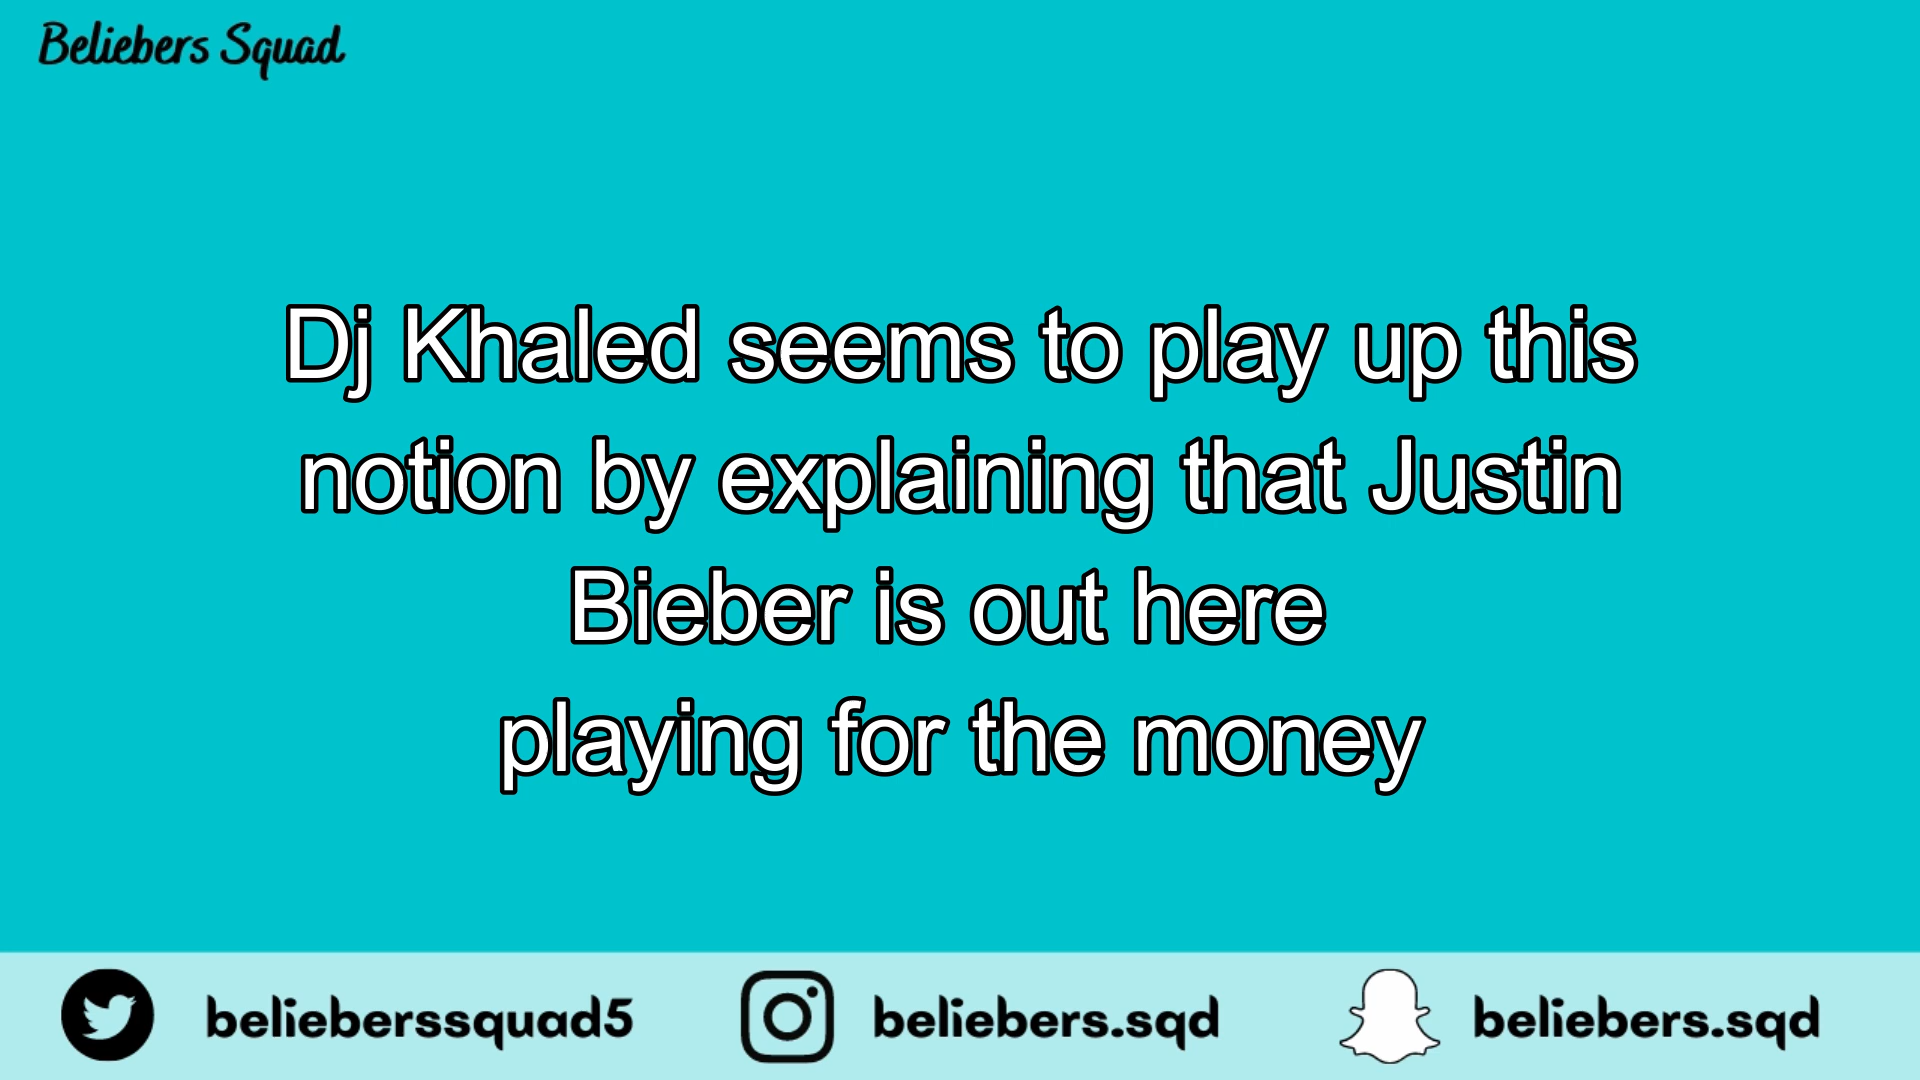 Beliebers Squad
Dj Khaled seems to play up this
notion by explaining that Justin
Bieber is out here
playing for the money
belieberssquad5
beliebers.sqd
beliebers.sqd